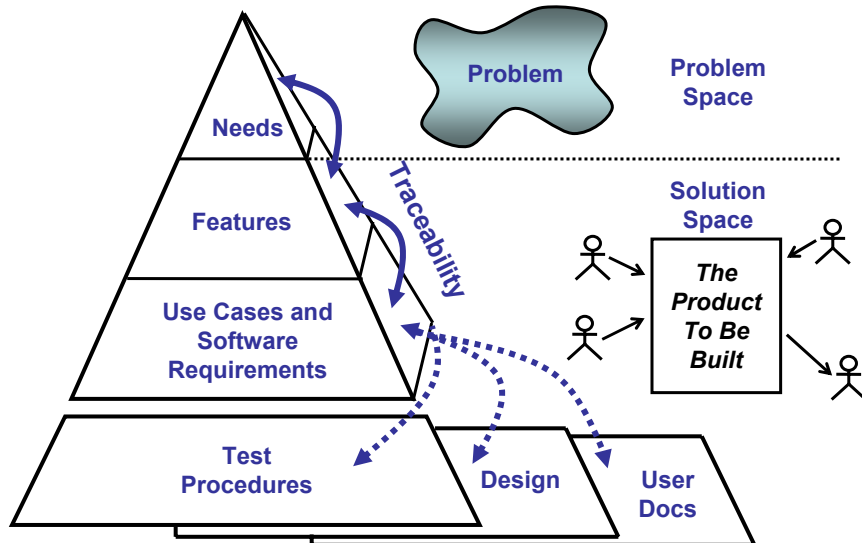 Problem
Problem
Space
Needs
Traceability
Features
Solution
Space
The
Product
To Be
Built
Use Cases and
Software
Requirements
Test
Procedures
Design
User
Docs